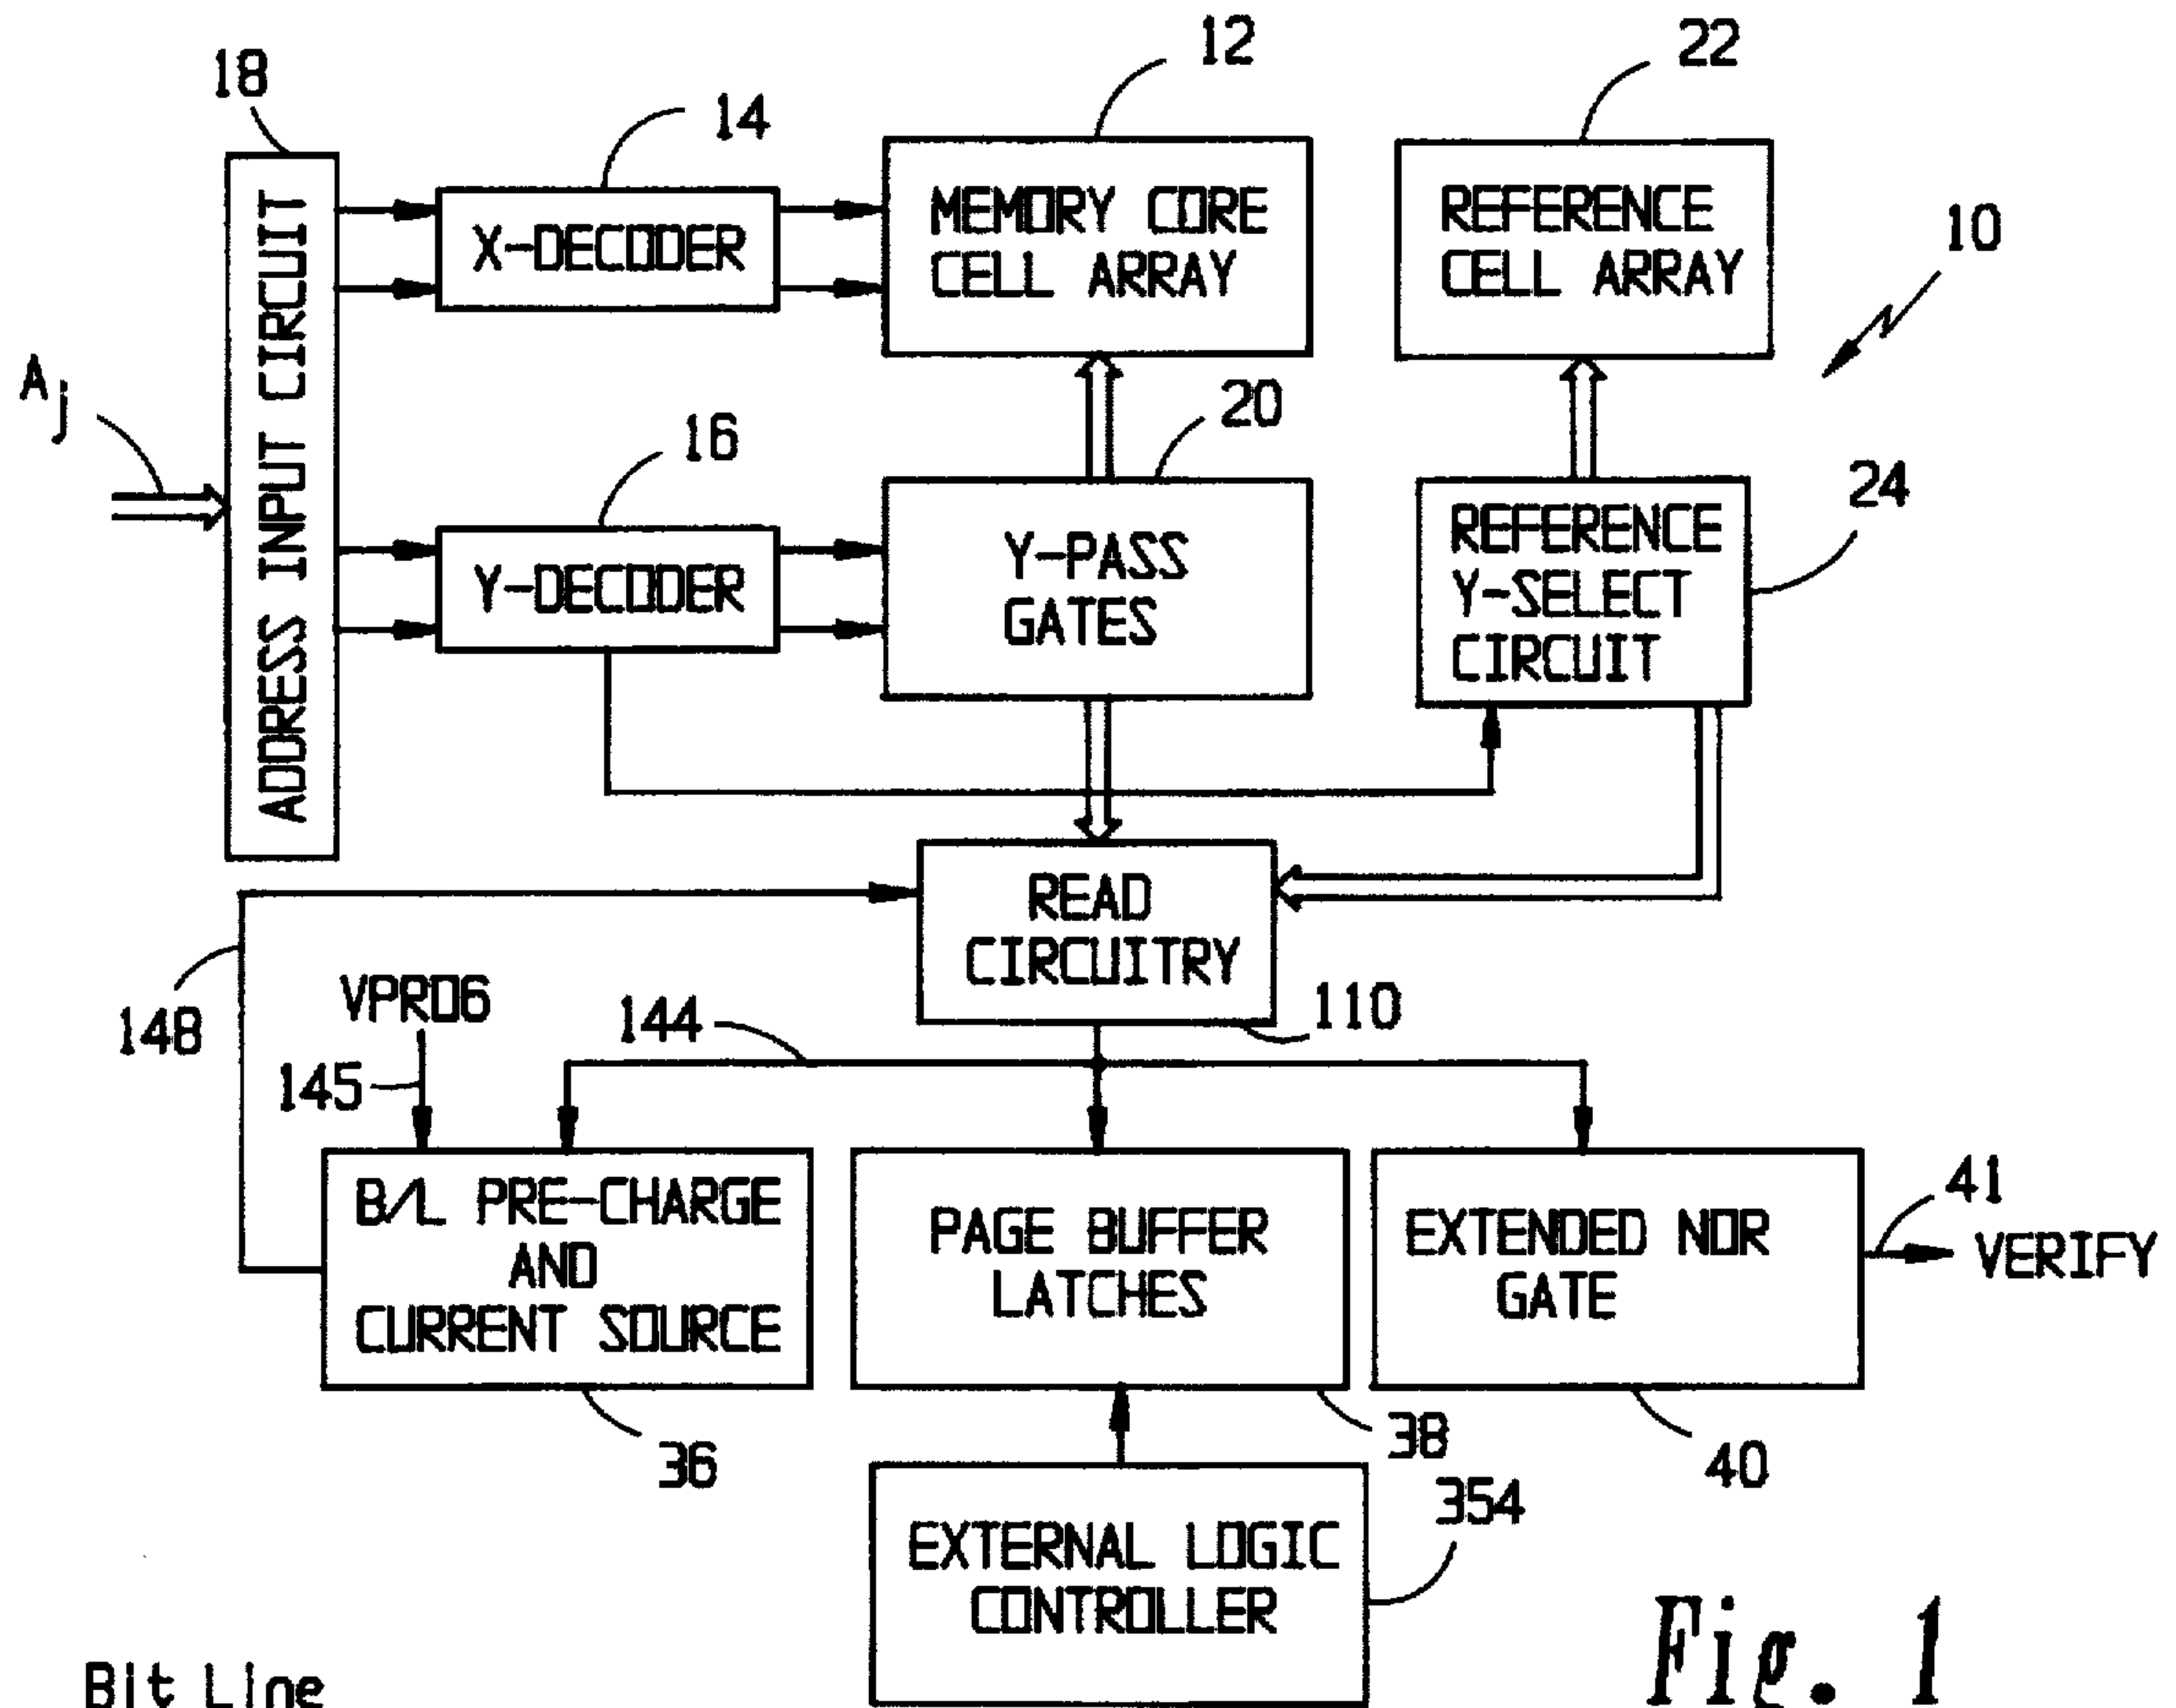 12
22
18
14
MEMORY CORE
CELL ARRAY
REFERENCE
CELL ARRAY
10
X-DECODER
ADDRESS INPUT CIRCUIT
Aj
20
16
24
Y-PASS
GATES
REFERENCE
Y-SELECT
CIRCUIT
Y-DECODER
READ
CIRCUITRY
148
VPRO6
144
110
145
41
B/L PRE-CHARGE
AND
CURRENT SOURCE
PAGE BUFFER
LATCHES
EXTENDED NOR
GATE
VERIFY
36
38
40
354
EXTERNAL LOGIC
CONTROLLER
Fig. 1
Bit Line